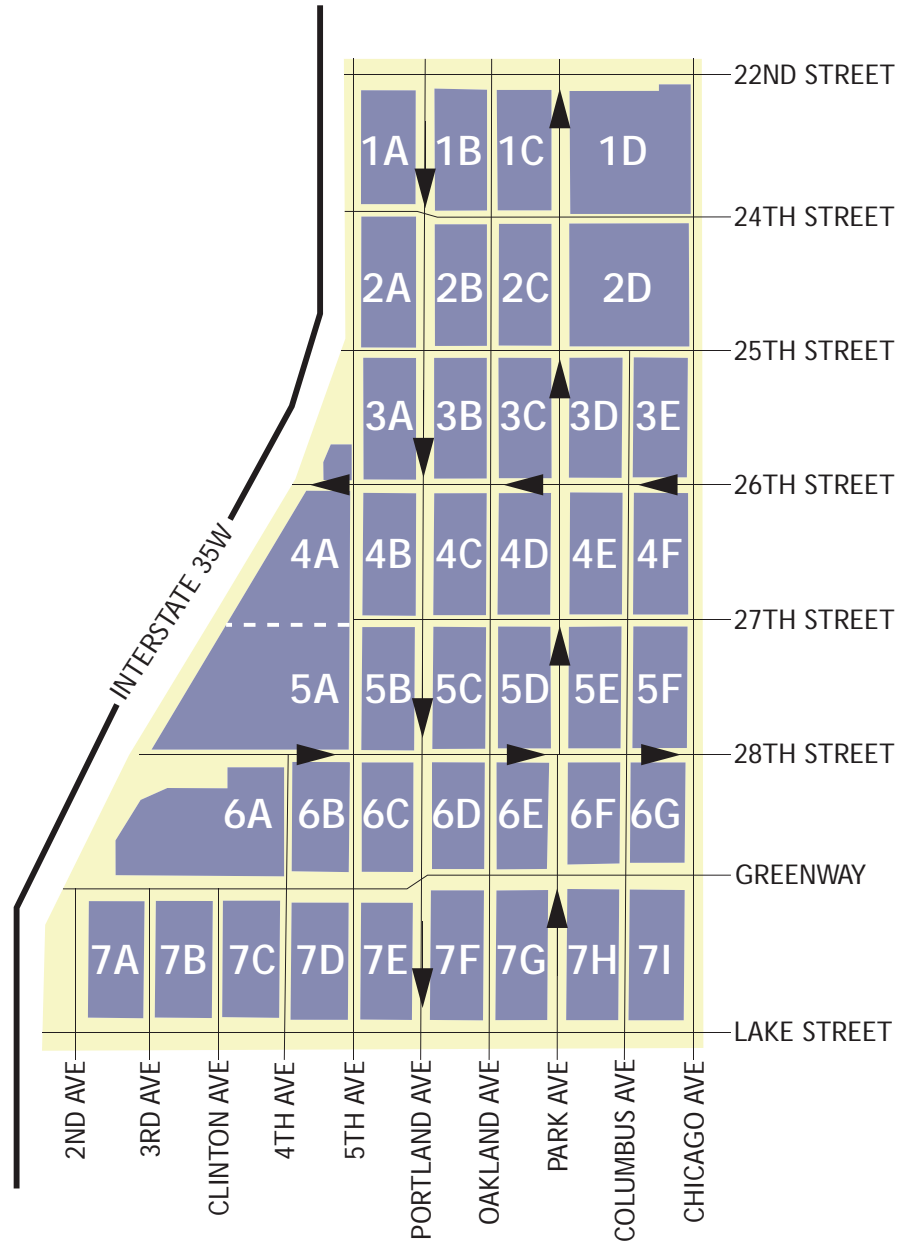 22ND STREET
1A 1B 1C 1D
24TH STREET
2A 2B 2C 2D
25TH STREET
3A 3B 3C 3D 3E
26TH STREET
INTERSTATE 35W
4A 4B 4C 4D 4E 4F
27TH STREET
5A 5B 5C 5D 5E 5F
28TH STREET
6A 6B 6C 6D 6E 6F 6G
GREENWAY
7A 7B 7C 7D 7E 7F 7G 7H 7I
LAKE STREET
2ND AVE
3RD AVE
CLINTON AVE
4TH AVE
5TH AVE
PORTLAND AVE
OAKLAND AVE
PARK AVE
COLUMBUS AVE
CHICAGO AVE